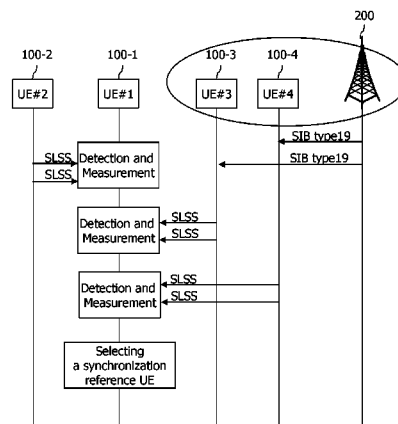 200
100-2
100-1
100-3
100-4
UE#2
UE#1
UE#3
UE#4
SIB type19
SIB type19
SLSS
SLSS
Detection and
Measurement
Detection and
Measurement
SLSS
SLSS
Detection and
Measurement
SLSS
SLSS
Selecting
a synchronization
reference UE